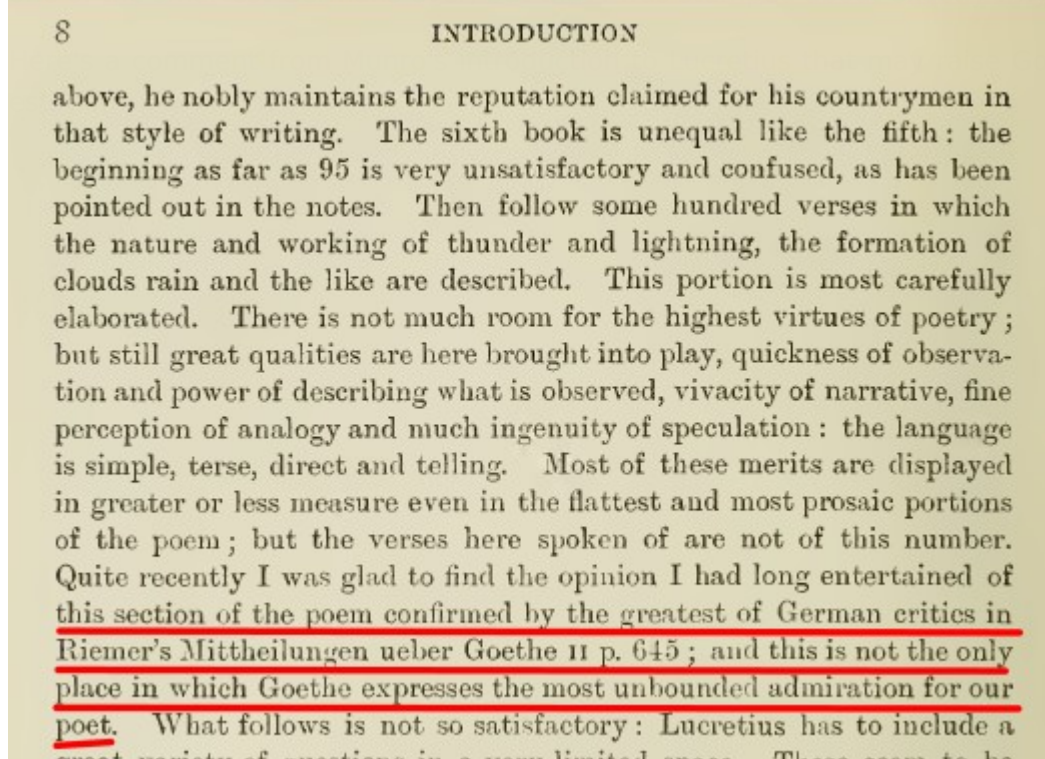 8 INTRODUCTION
above, he nobly maintains the reputation claimed for his countrymen in
that style of writing. The sixth book is unequal like the fifth : the
beginning as far as 95 is very unsatisfactory and confused, as has been
pointed out in the notes. Then follow some hundred verses in which
the nature and working of thunder and lightning, the formation of
clouds rain and the like are described. This portion is most carefully
elaborated. There is not much room for the highest virtues of poetry ;
but still great qualities are here brought into play, quickness of observa-
tion and power of describing what is observed, vivacity of narrative, fine
perception of analogy and much ingenuity of speculation : the language
is simple, terse, direct and telling. Most of these merits are displayed
in greater or less measure even in the flattest and most prosaic portions
of the poem ; but the verses here spoken of are not of this number.
Quite recently I was glad to find the opinion I had long entertained of
this section of the poem confirmed by the greatest of German critics in
Riemer's Mittheilungen ueber Goethe II p. 645 ; and this is not the only
place in which Goethe expresses the most unbounded admiration for our
poet. What follows is not so satisfactory : Lucretius has to include a